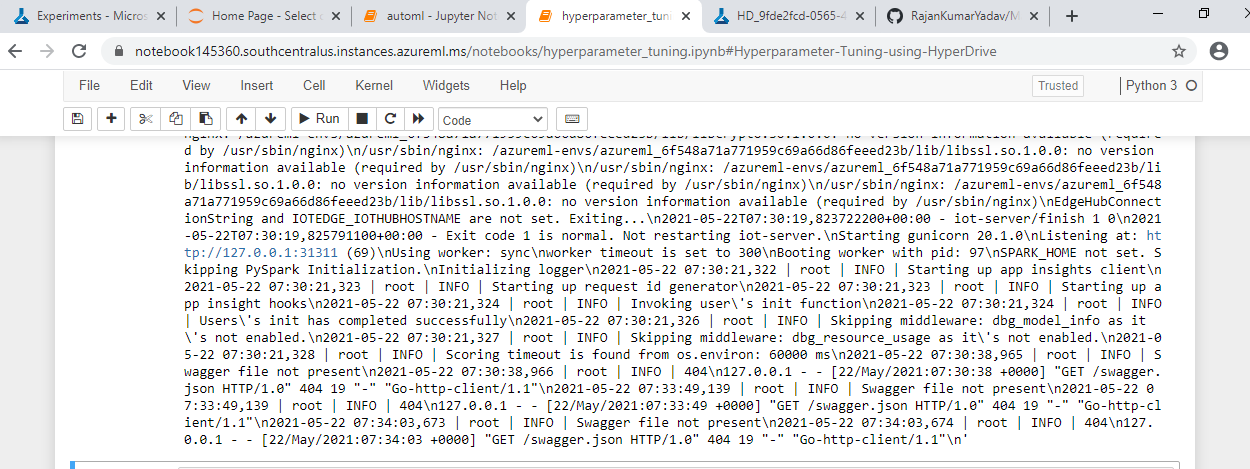 Experiments - Micros
Home Page - Select o
automl - Jupyter Not
hyperparameter_tuni
HD_9fde2fcd-0565-4
RajanKumarYadav/M
notebook145360.southcentralus.instances.azureml.ms/notebooks/hyperparameter_tuning.ipynb#Hyperparameter-Tuning-using-HyperDrive
File Edit View Insert Cell Kernel Widgets Help Trusted Python 3
Run Code
d by /usr/sbin/nginx)\n/usr/sbin/nginx: /azureml-envs/azureml_6f548a71a771959c69a66d86feeed23b/lib/libssl.so.1.0.0: no version
information available (required by /usr/sbin/nginx)\n/usr/sbin/nginx: /azureml-envs/azureml_6f548a71a771959c69a66d86feeed23b/li
b/libssl.so.1.0.0: no version information available (required by /usr/sbin/nginx)\n/usr/sbin/nginx: /azureml-envs/azureml_6f548
a71a771959c69a66d86feeed23b/lib/libssl.so.1.0.0: no version information available (required by /usr/sbin/nginx)\nEdgeHubConnect
ionString and IOTEDGE_IOTHUBHOSTNAME are not set. Exiting...\n2021-05-22T07:30:19,823722200+00:00 - iot-server/finish 1 0\n2021
-05-22T07:30:19,825791100+00:00 - Exit code 1 is normal. Not restarting iot-server.\nStarting gunicorn 20.1.0\nListening at: ht
tp://127.0.0.1:31311 (69)\nUsing worker: sync\nworker timeout is set to 300\nBooting worker with pid: 97\nSPARK_HOME not set. S
kipping PySpark Initialization.\nInitializing logger\n2021-05-22 07:30:21,322 | root | INFO | Starting up app insights client\n
2021-05-22 07:30:21,323 | root | INFO | Starting up request id generator\n2021-05-22 07:30:21,323 | root | INFO | Starting up a
pp insight hooks\n2021-05-22 07:30:21,324 | root | INFO | Invoking user\'s init function\n2021-05-22 07:30:21,324 | root | INFO
| Users\'s init has completed successfully\n2021-05-22 07:30:21,326 | root | INFO | Skipping middleware: dbg_model_info as it
\'s not enabled.\n2021-05-22 07:30:21,327 | root | INFO | Skipping middleware: dbg_resource_usage as it\'s not enabled.\n2021-0
5-22 07:30:21,328 | root | INFO | Scoring timeout is found from os.environ: 60000 ms\n2021-05-22 07:30:38,965 | root | INFO | S
wagger file not present\n2021-05-22 07:30:38,966 | root | INFO | 404\n127.0.0.1 - - [22/May/2021:07:30:38 +0000] "GET /swagger.
json HTTP/1.0" 404 19 "-" "Go-http-client/1.1"\n2021-05-22 07:33:49,139 | root | INFO | Swagger file not present\n2021-05-22 0
7:33:49,139 | root | INFO | 404\n127.0.0.1 - - [22/May/2021:07:33:49 +0000] "GET /swagger.json HTTP/1.0" 404 19 "-" "Go-http-cl
ient/1.1"\n2021-05-22 07:34:03,673 | root | INFO | Swagger file not present\n2021-05-22 07:34:03,674 | root | INFO | 404\n127.
0.0.1 - - [22/May/2021:07:34:03 +0000] "GET /swagger.json HTTP/1.0" 404 19 "-" "Go-http-client/1.1"\n'